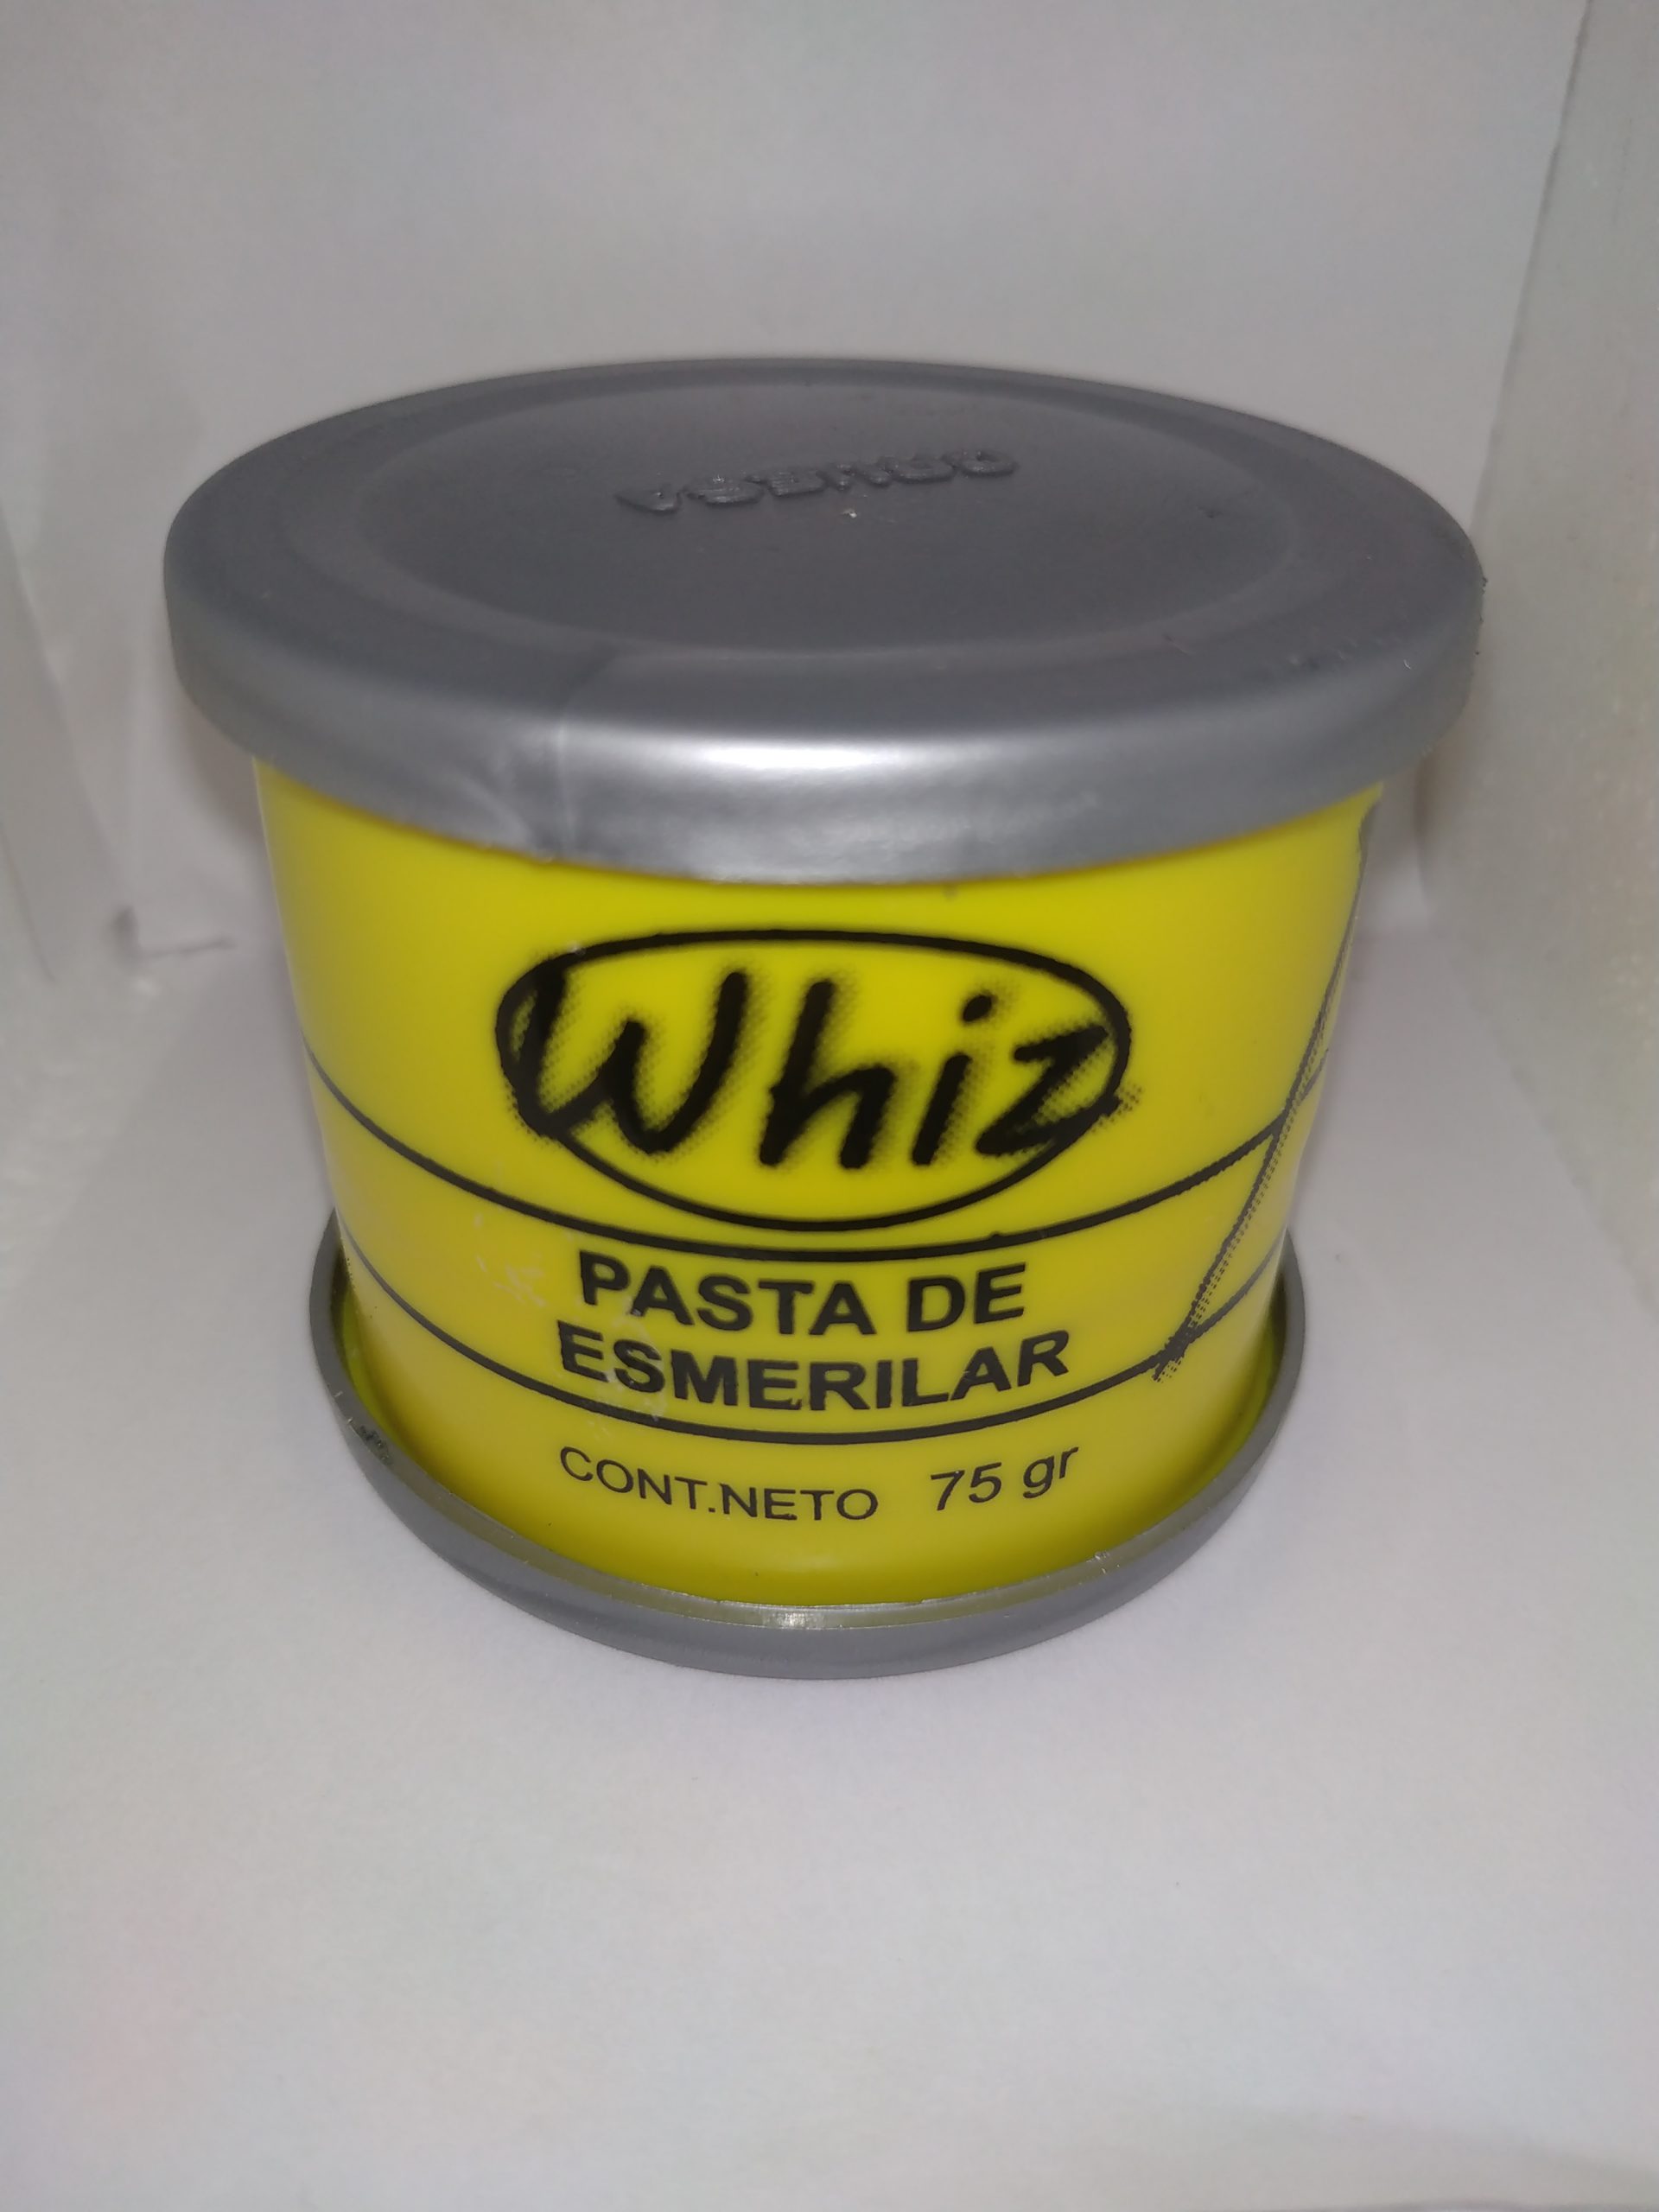 Whiz
PASTA DE
ESMERILAR
CONT.NETO 75 gr